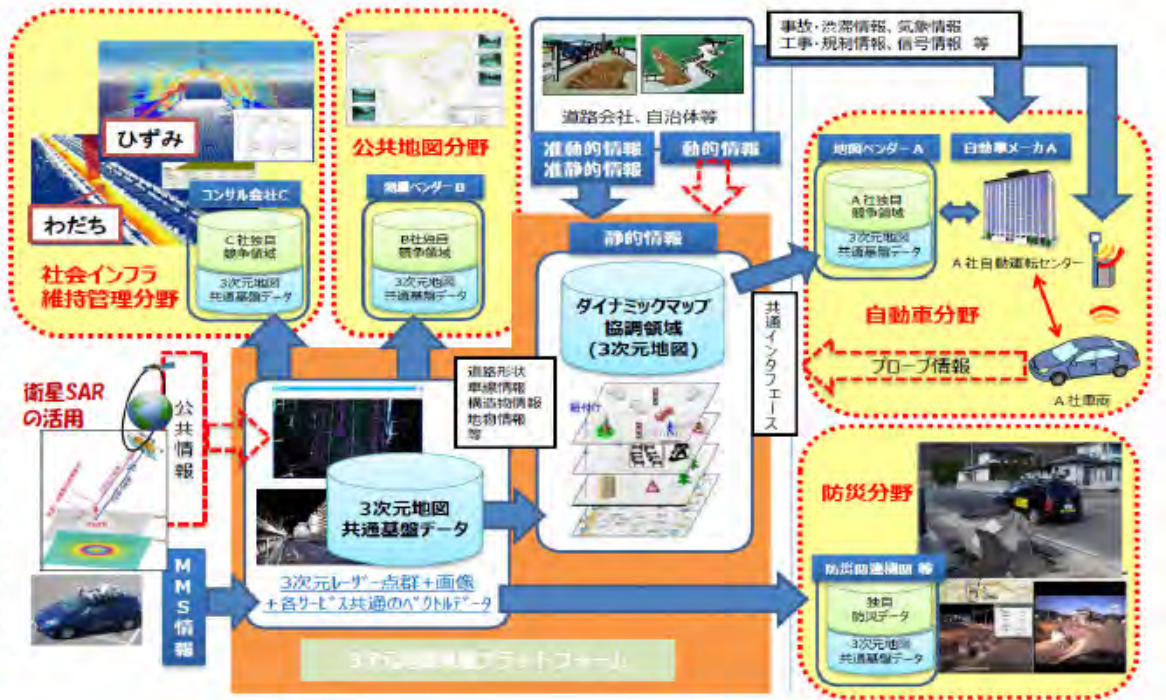 事故・渋滞情報、気象情報
工事・規制情報、信号情報 等
ひずみ
わだち
社会インフラ
維持管理分野
コンサル会社C
C社独自
競争領域
3次元地図
共通基盤データ
公共地図分野
測量ベンダーB
B社独自
競争領域
3次元地図
共通基盤データ
道路会社、自治体等
准動的情報
准静的情報
動的情報
地図ベンダーA
A社独自
競争領域
3次元地図
共通基盤データ
自動車メーカA
A社自動運転センター
自動車分野
プローブ情報
A社車両
静的情報
ダイナミックマップ
協調領域
(3次元地図)
紐付け
共通インタフェース
道路形状
車線情報
構造物情報
地物情報
等
衛星SAR
の活用
公共情報
MMS情報
3次元地図
共通基盤データ
3次元レーザー点群+画像
+各サービス共通のベクトルデータ
防災分野
防災関連機関 等
独自
防災データ
3次元地図
共通基盤データ
プラットフォーム